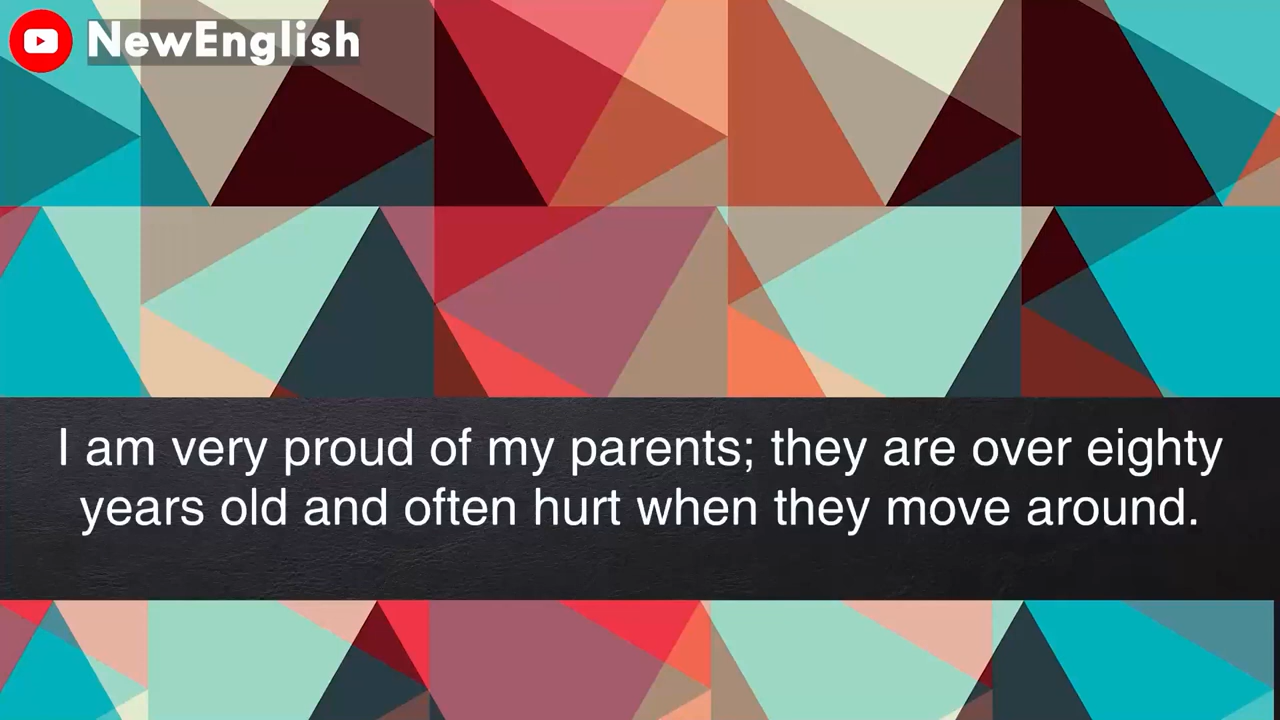 NewEnglish
I am very proud of my parents; they are over eighty
years old and often hurt when they move around.